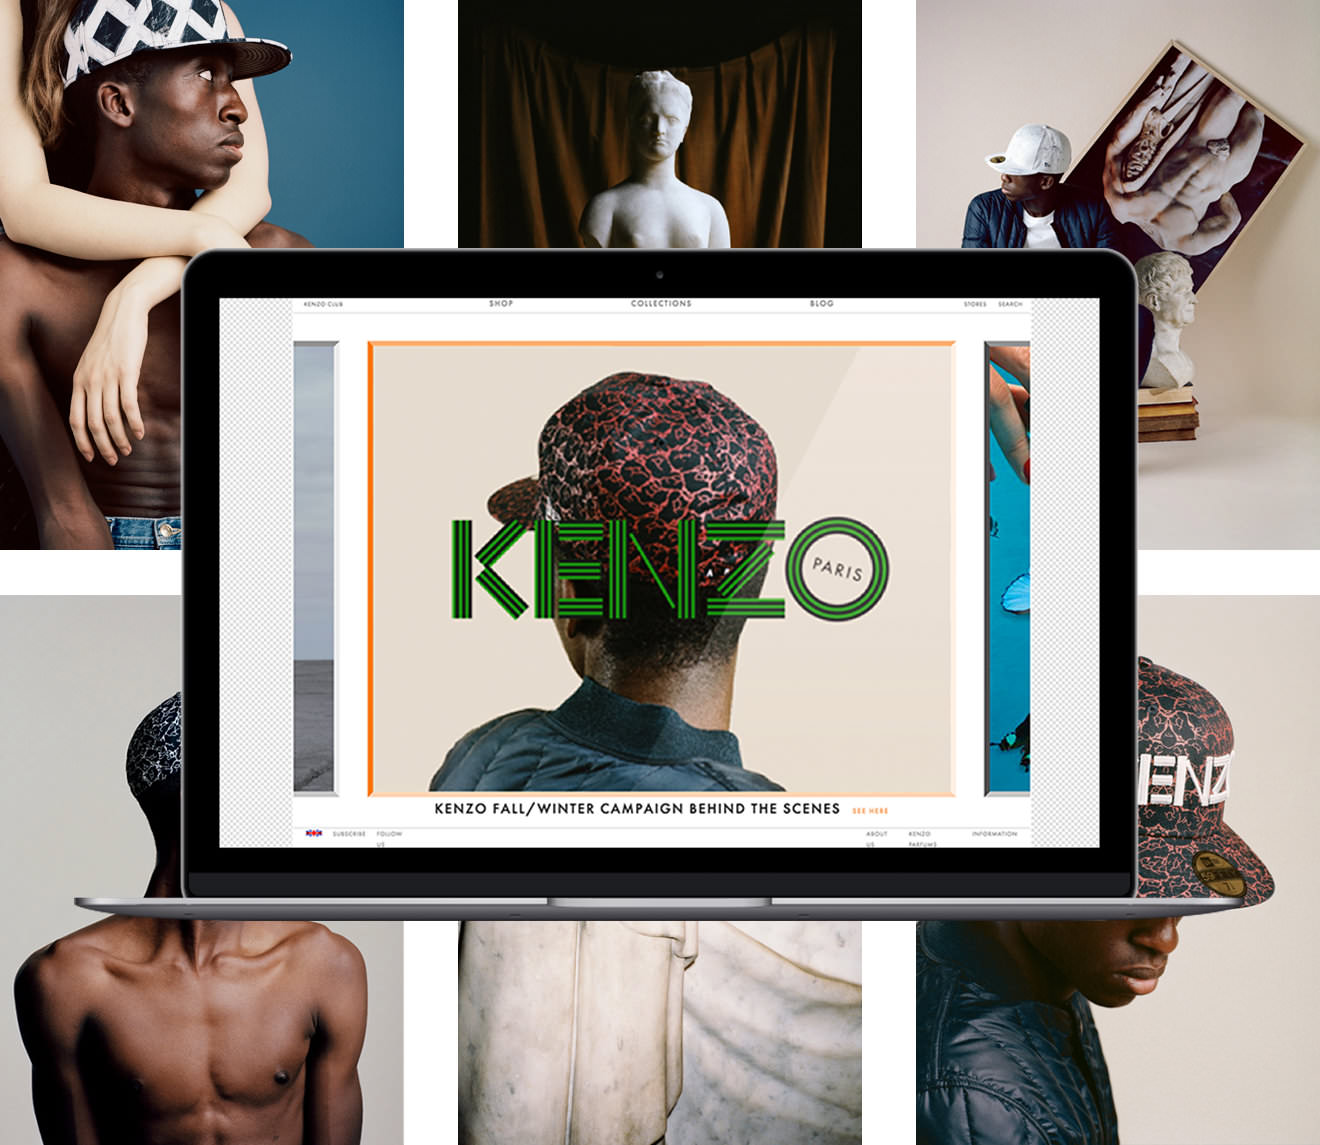 KENZO CLUB
SHOP
COLLECTIONS
BLOG
STORES
SEARCH
KENZO
PARIS
KENZO FALL/WINTER CAMPAIGN BEHIND THE SCENES
SEE HERE
SUBSCRIBE
FOLLOW
US
ABOUT
US
KENZO
PARFUMS
INFORMATION
ENZ